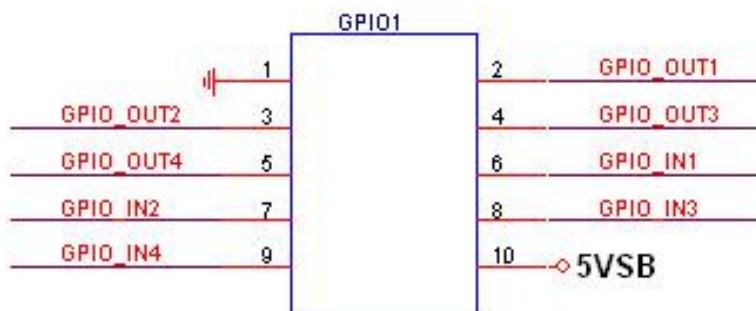 GPIO1
1 2 GPIO_OUT1
GPIO_OUT2 3 4 GPIO_OUT3
GPIO_OUT4 5 6 GPIO_IN1
GPIO_IN2 7 8 GPIO_IN3
GPIO_IN4 9 10 5VSB